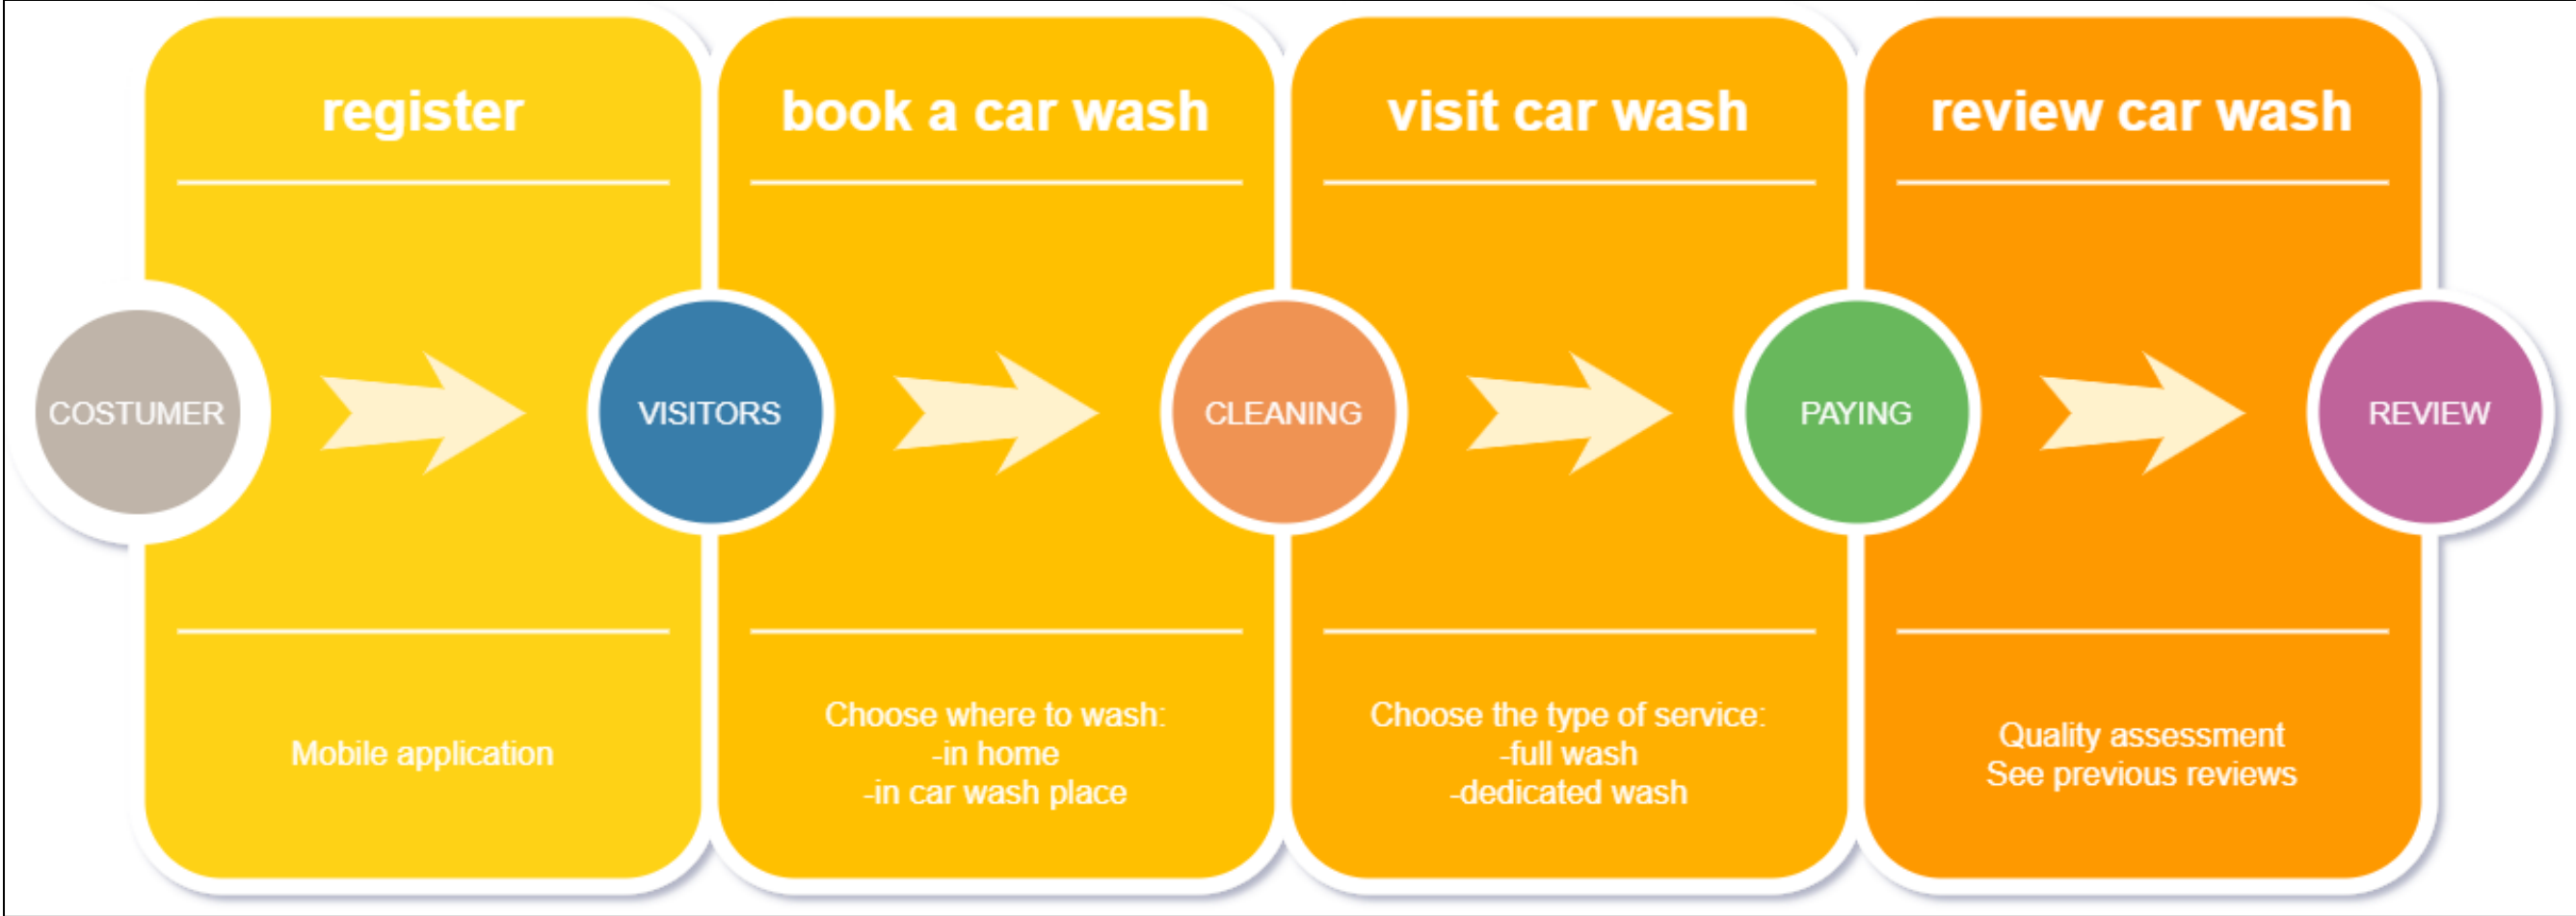 register
book a car wash
visit car wash
review car wash
COSTUMER
VISITORS
CLEANING
PAYING
REVIEW
Mobile application
Choose where to wash:
-in home
-in car wash place
Choose the type of service:
-full wash
-dedicated wash
Quality assessment
See previous reviews